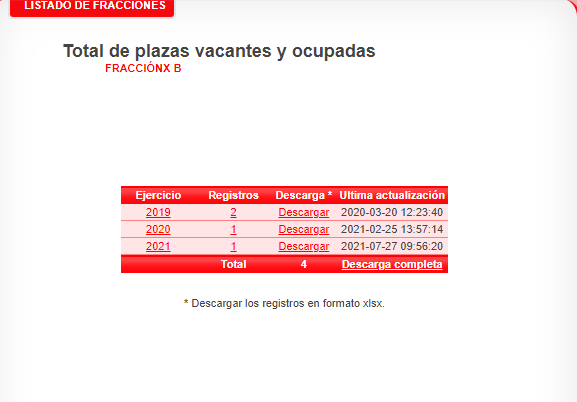 LISTADO DE FRACCIONES
Total de plazas vacantes y ocupadas
FRACCIÓNX B
Ejercicio Registros Descarga * Ultima actualización
2019 2 Descargar 2020-03-20 12:23:40
2020 1 Descargar 2021-02-25 13:57:14
2021 1 Descargar 2021-07-27 09:56:20
Total 4 Descarga completa
* Descargar los registros en formato xlsx.